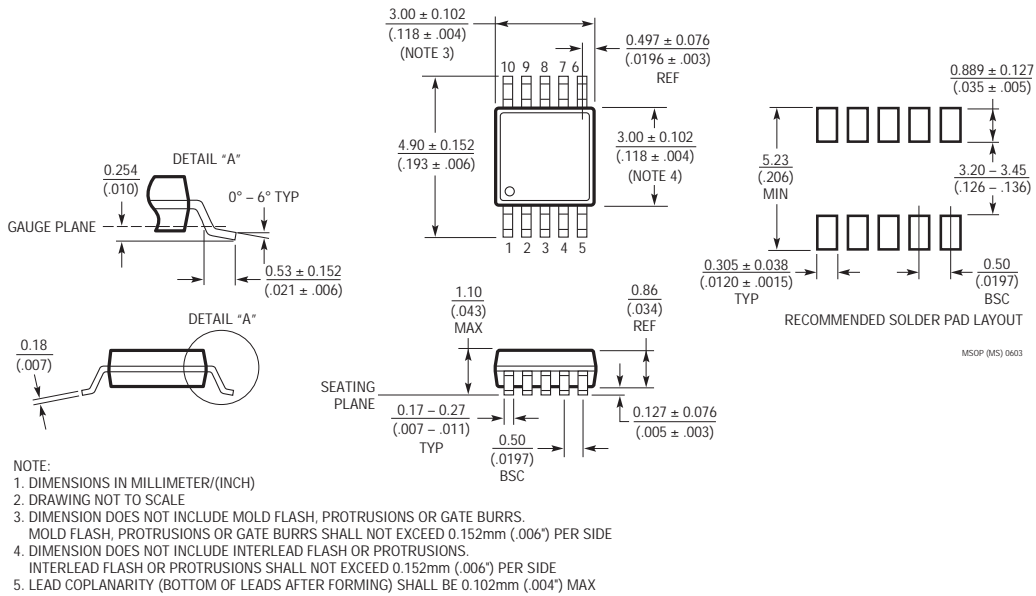 3.00 ± 0.102
(.118 ± .004)
(NOTE 3)
0.497 ± 0.076
(.0196 ± .003)
REF
10 9 8 7 6
4.90 ± 0.152
(.193 ± .006)
3.00 ± 0.102
(.118 ± .004)
(NOTE 4)
1 2 3 4 5
0.889 ± 0.127
(.035 ± .005)
5.23
(.206)
MIN
3.20 – 3.45
(.126 – .136)
0.305 ± 0.038
(.0120 ± .0015)
TYP
0.50
(.0197)
BSC
RECOMMENDED SOLDER PAD LAYOUT
MSOP (MS) 0603
DETAIL “A”
0.254
(.010)
0° – 6° TYP
GAUGE PLANE
0.53 ± 0.152
(.021 ± .006)
DETAIL “A”
0.18
(.007)
1.10
(.043)
MAX
0.86
(.034)
REF
SEATING
PLANE
0.17 – 0.27
(.007 – .011)
TYP
0.50
(.0197)
BSC
0.127 ± 0.076
(.005 ± .003)
NOTE:
1. DIMENSIONS IN MILLIMETER/(INCH)
2. DRAWING NOT TO SCALE
3. DIMENSION DOES NOT INCLUDE MOLD FLASH, PROTRUSIONS OR GATE BURRS.
MOLD FLASH, PROTRUSIONS OR GATE BURRS SHALL NOT EXCEED 0.152mm (.006") PER SIDE
4. DIMENSION DOES NOT INCLUDE INTERLEAD FLASH OR PROTRUSIONS.
INTERLEAD FLASH OR PROTRUSIONS SHALL NOT EXCEED 0.152mm (.006") PER SIDE
5. LEAD COPLANARITY (BOTTOM OF LEADS AFTER FORMING) SHALL BE 0.102mm (.004") MAX